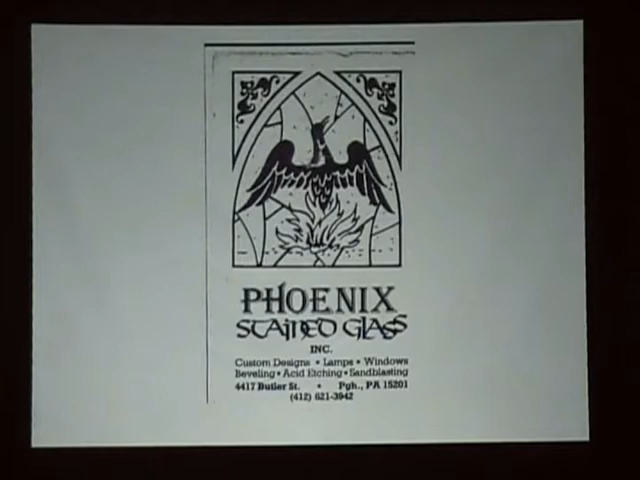 PHOENIX
STAINED GLASS
INC.
Custom Designs • Lamps • Windows
Beveling • Acid Etching • Sandblasting
4417 Butler St. • Pgh., PA 15201
(412) 621-3942